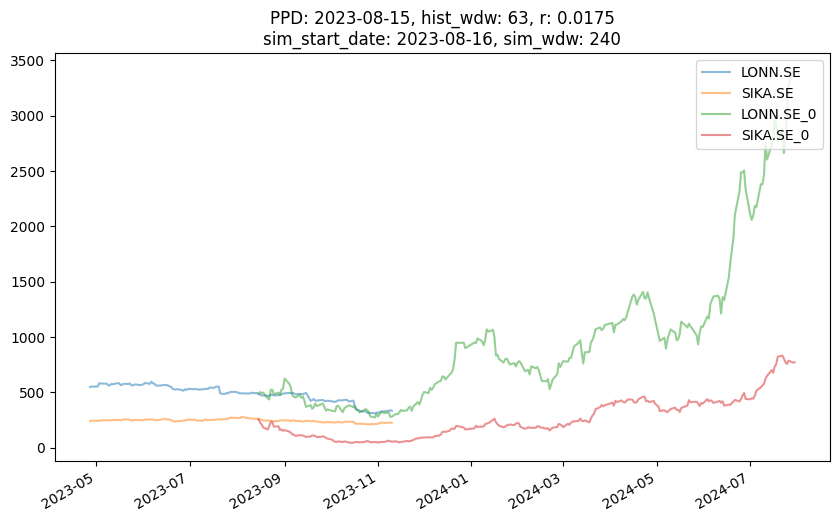 PPD: 2023-08-15, hist_wdw: 63, r: 0.0175
sim_start_date: 2023-08-16, sim_wdw: 240
LONN.SE
SIKA.SE
LONN.SE_0
SIKA.SE_0
3500
3000
2500
2000
1500
1000
500
0
2023-05
2023-07
2023-09
2023-11
2024-01
2024-03
2024-05
2024-07